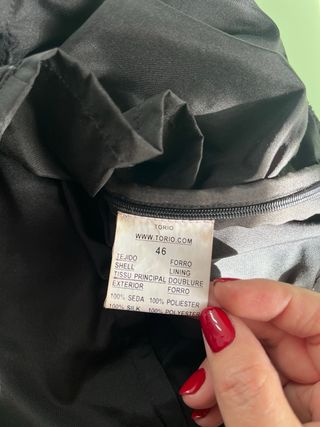 TORIO
WWW.TORIO.COM
46
TEJIDO FORRO
SHELL LINING
TISSU PRINCIPAL DOUBLURE
EXTERIOR FORRO
100% SEDA 100% POLIESTER
100% SILK 100% POLYESTER